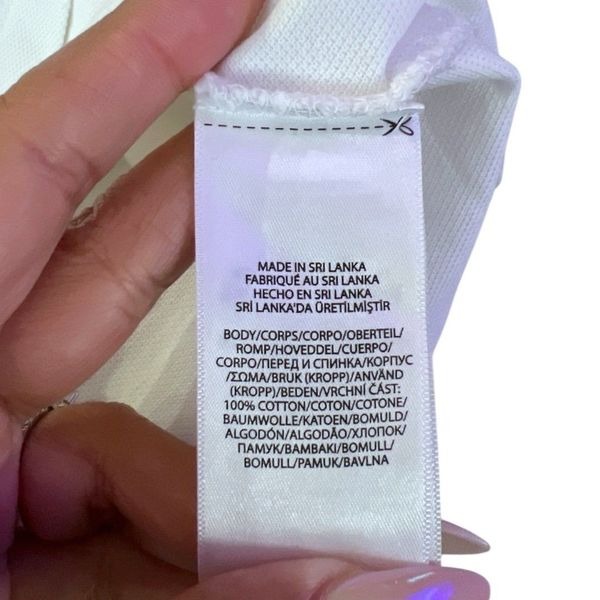 MADE IN SRI LANKA
FABRIQUÉ AU SRI LANKA
HECHO EN SRI LANKA
SRİ LANKA'DA ÜRETİLMİŞTİR
BODY/CORPS/CORPO/OBERTEIL/
ROMP/HOVEDDEL/CUERPO/
CORPO/ПЕРЕД И СПИНКА/КОРПУС
/ΣΩΜΑ/BRUK (KROPP)/ANVÄND
(KROPP)/BEDEN/VRCHNÍ ČÁST:
100% COTTON/COTON/COTONE/
BAUMWOLLE/KATOEN/BOMULD/
ALGODÓN/ALGODÃO/ХЛОПОК/
ПАМУК/BAMBAKI/BOMULL/
BOMULL/PAMUK/BAVLNA